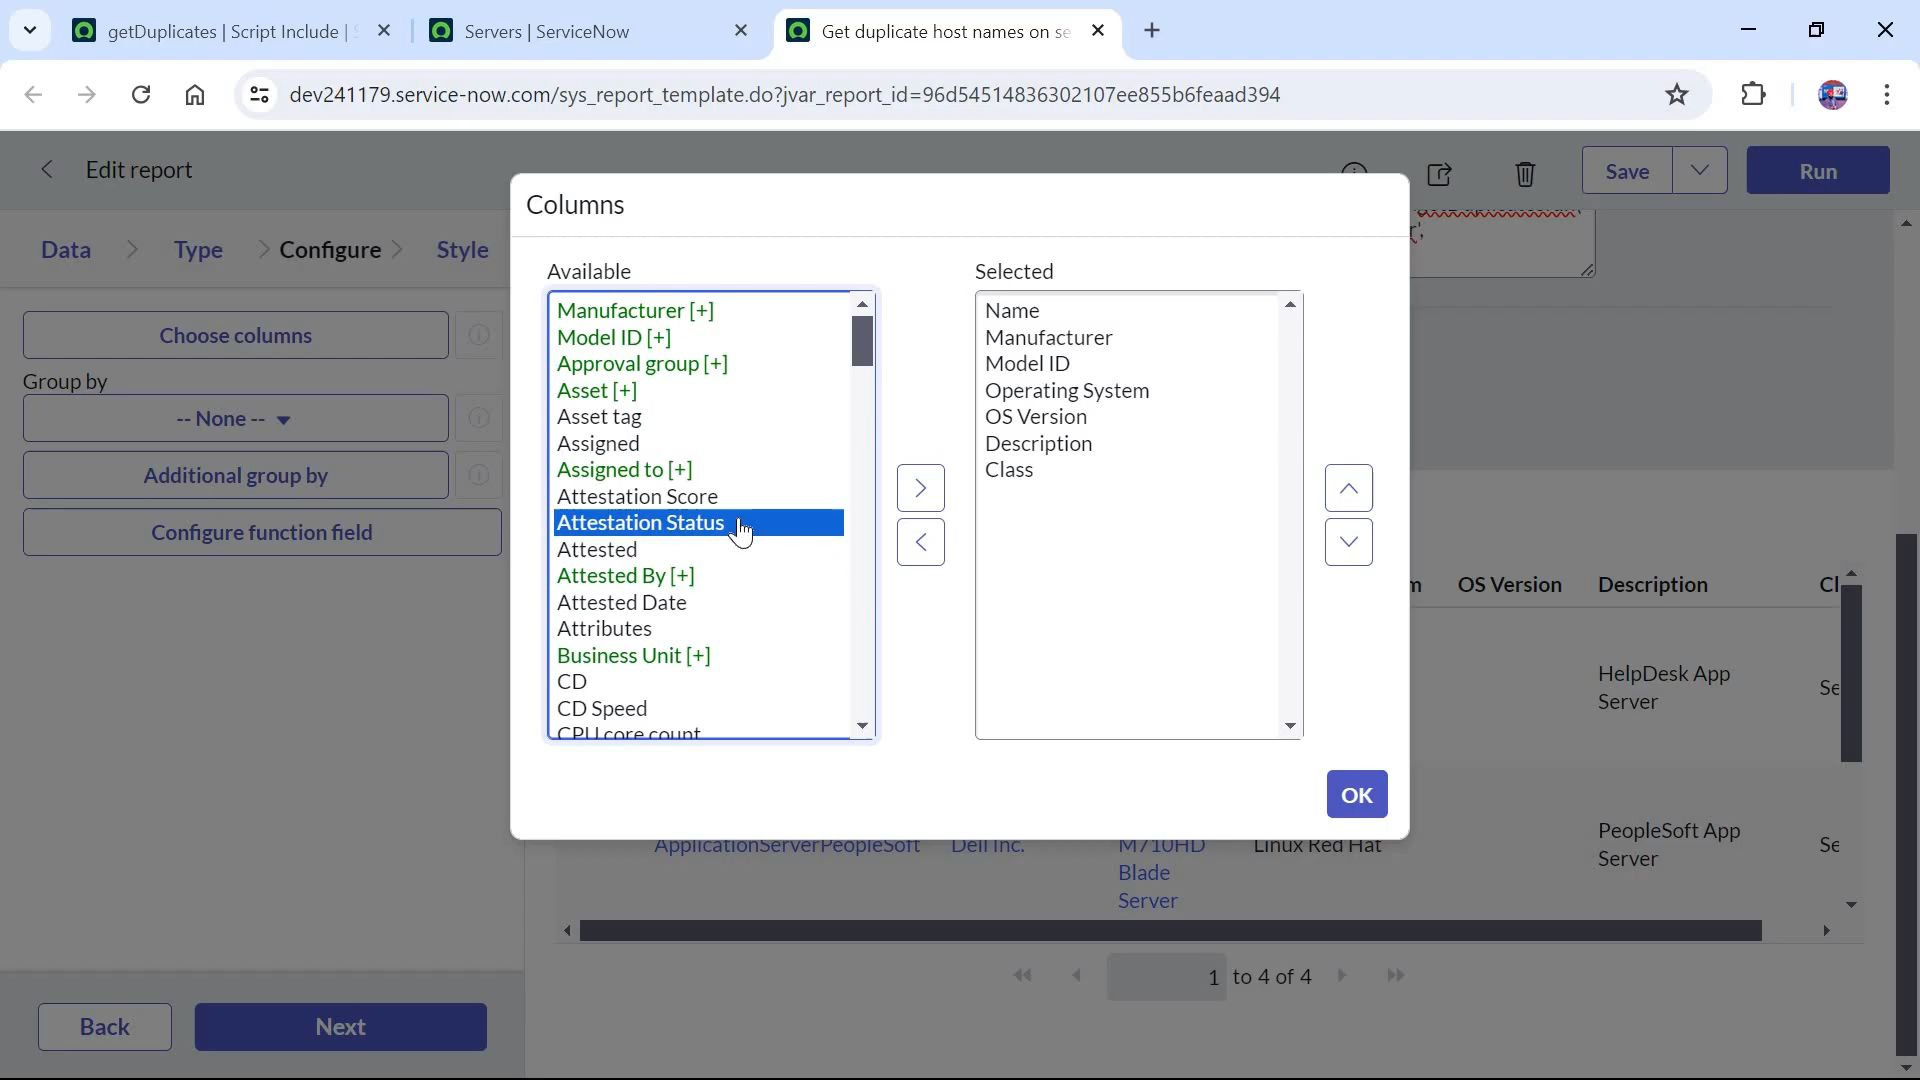 getDuplicates | Script Include |
Servers | ServiceNow
Get duplicate host names on se
dev241179.service-now.com/sys_report_template.do?jvar_report_id=96d54514836302107ee855b6feaad394
Edit report
Save
Run
Data
Type
Configure
Style
Choose columns
Group by
-- None --
Additional group by
Configure function field
Back
Next
Columns
Available
Manufacturer [+]
Model ID [+]
Approval group [+]
Asset [+]
Asset tag
Assigned
Assigned to [+]
Attestation Score
Attestation Status
Attested
Attested By [+]
Attested Date
Attributes
Business Unit [+]
CD
CD Speed
CPU core count
Selected
Name
Manufacturer
Model ID
Operating System
OS Version
Description
Class
OK
OS Version
Description
HelpDesk App
Server
PeopleSoft App
Server
ApplicationServerPeopleSoft
Dell Inc.
M710HD
Blade
Server
Linux Red Hat
1 to 4 of 4